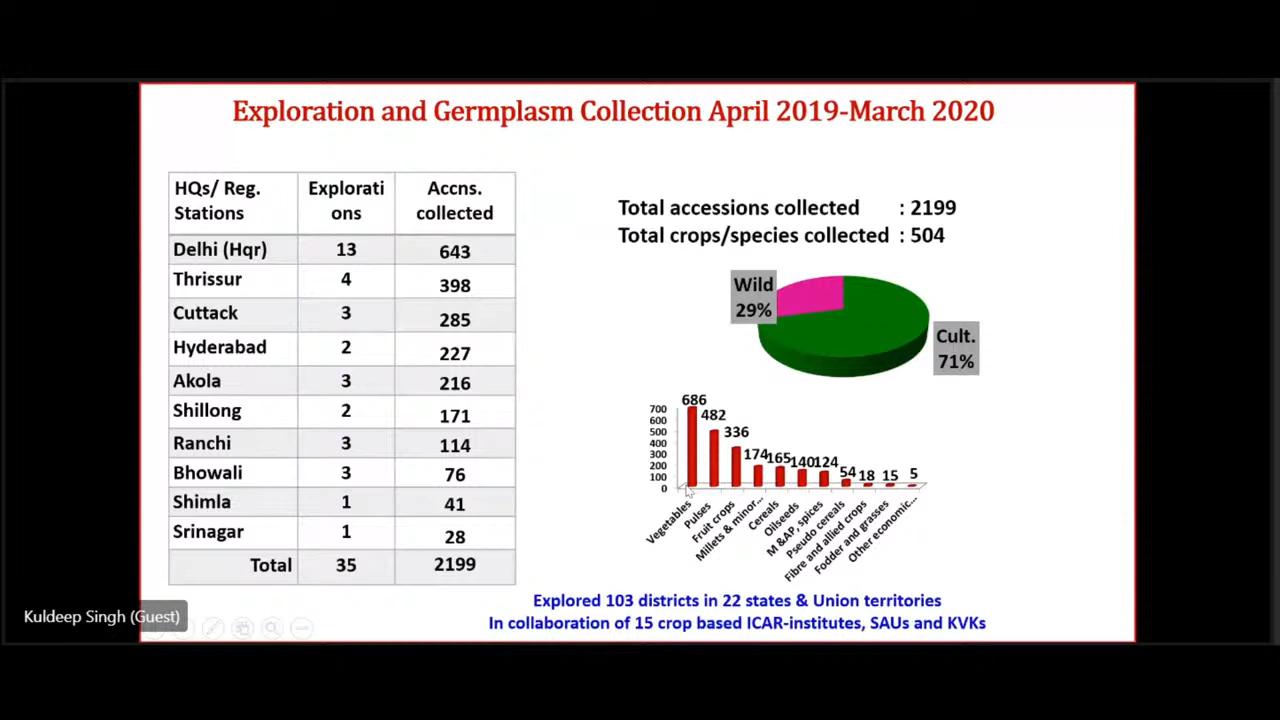 Exploration and Germplasm Collection April 2019-March 2020
HQs/ Reg. Stations Explorati ons Accns. collected
Delhi (Hqr) 13 643
Thrissur 4 398
Cuttack 3 285
Hyderabad 2 227
Akola 3 216
Shillong 2 171
Ranchi 3 114
Bhowali 3 76
Shimla 1 41
Srinagar 1 28
Total 35 2199
Total accessions collected : 2199
Total crops/species collected : 504
Wild
29%
Cult.
71%
700
600
500
400
300
200
100
0
686
482
336
174
165
140
124
54
18
15
5
Vegetables
Pulses
Fruit crops
Millets & minor...
Cereals
Oilseeds
M &AP, spices
Pseudo cereals
Fibre and allied crops
Fodder and grasses
Other economic...
Explored 103 districts in 22 states & Union territories
In collaboration of 15 crop based ICAR-institutes, SAUs and KVKs
Kuldeep Singh (Guest)